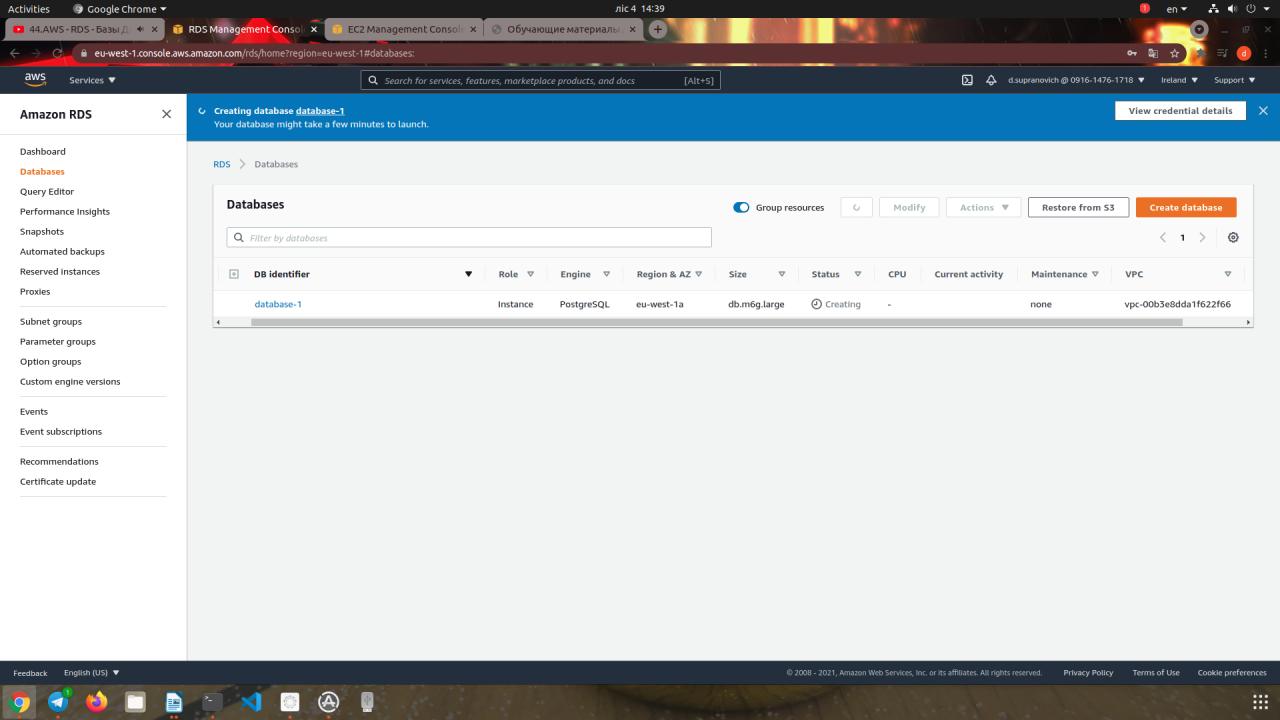 Activities
Google Chrome
ліс 4 14:39
1
en
44.AWS - RDS - Базы Д
RDS Management Consol
EC2 Management Consol
Обучающие материалы
eu-west-1.console.aws.amazon.com/rds/home?region=eu-west-1#databases:
d
aws
Services
Search for services, features, marketplace products, and docs
[Alt+S]
d.supranovich @ 0916-1476-1718
Ireland
Support
Amazon RDS
Dashboard
Databases
Query Editor
Performance Insights
Snapshots
Automated backups
Reserved instances
Proxies
Subnet groups
Parameter groups
Option groups
Custom engine versions
Events
Event subscriptions
Recommendations
Certificate update
Creating database database-1
Your database might take a few minutes to launch.
View credential details
RDS
Databases
Databases
Group resources
Modify
Actions
Restore from S3
Create database
Filter by databases
1
DB identifier Role Engine Region & AZ Size Status CPU Current activity Maintenance VPC
database-1 Instance PostgreSQL eu-west-1a db.m6g.large Creating - none vpc-00b3e8dda1f622f66
Feedback
English (US)
© 2008 - 2021, Amazon Web Services, Inc. or its affiliates. All rights reserved.
Privacy Policy
Terms of Use
Cookie preferences
1